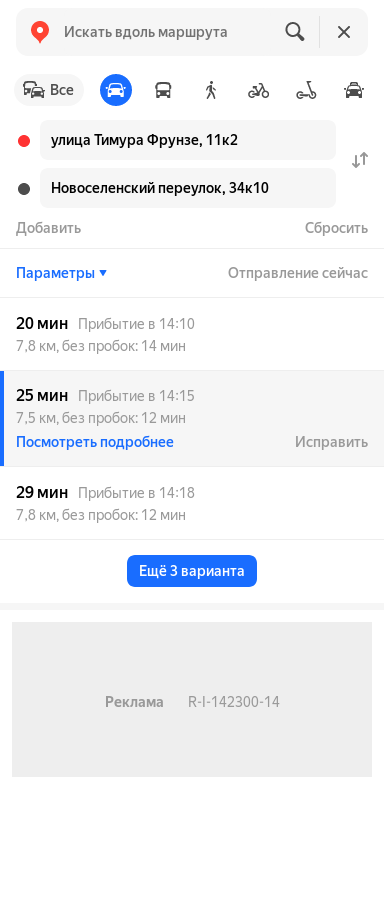 Искать вдоль маршрута
Все
улица Тимура Фрунзе, 11к2
Новоселенский переулок, 34к10
Добавить Сбросить
Параметры Отправление сейчас
20 мин Прибытие в 14:10
7,8 км, без пробок: 14 мин
25 мин Прибытие в 14:15
7,5 км, без пробок: 12 мин
Посмотреть подробнее Исправить
29 мин Прибытие в 14:18
7,8 км, без пробок: 12 мин
Ещё 3 варианта
Реклама R-I-142300-14